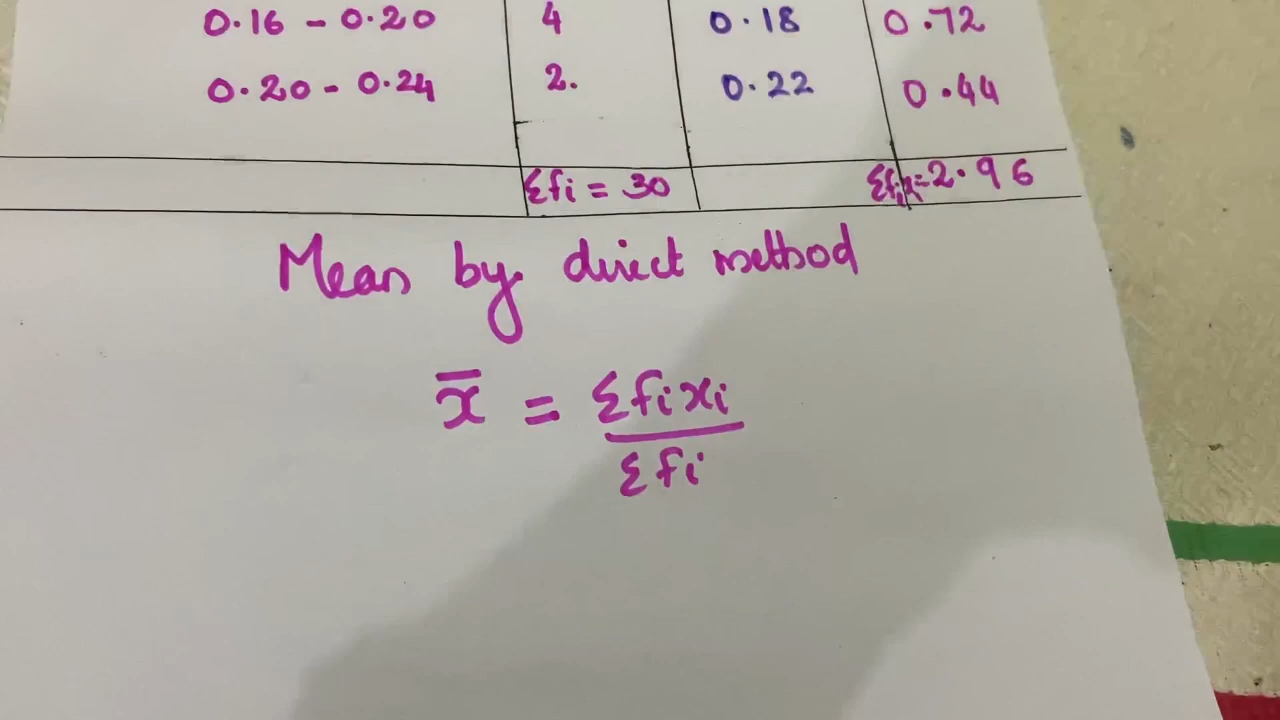 0.16 - 0.20 4 0.18 0.72
0.20 - 0.24 2. 0.22 0.44
Σfi = 30 Σfixi=2.96
Mean by direct method
x̄ = Σfixi
Σfi